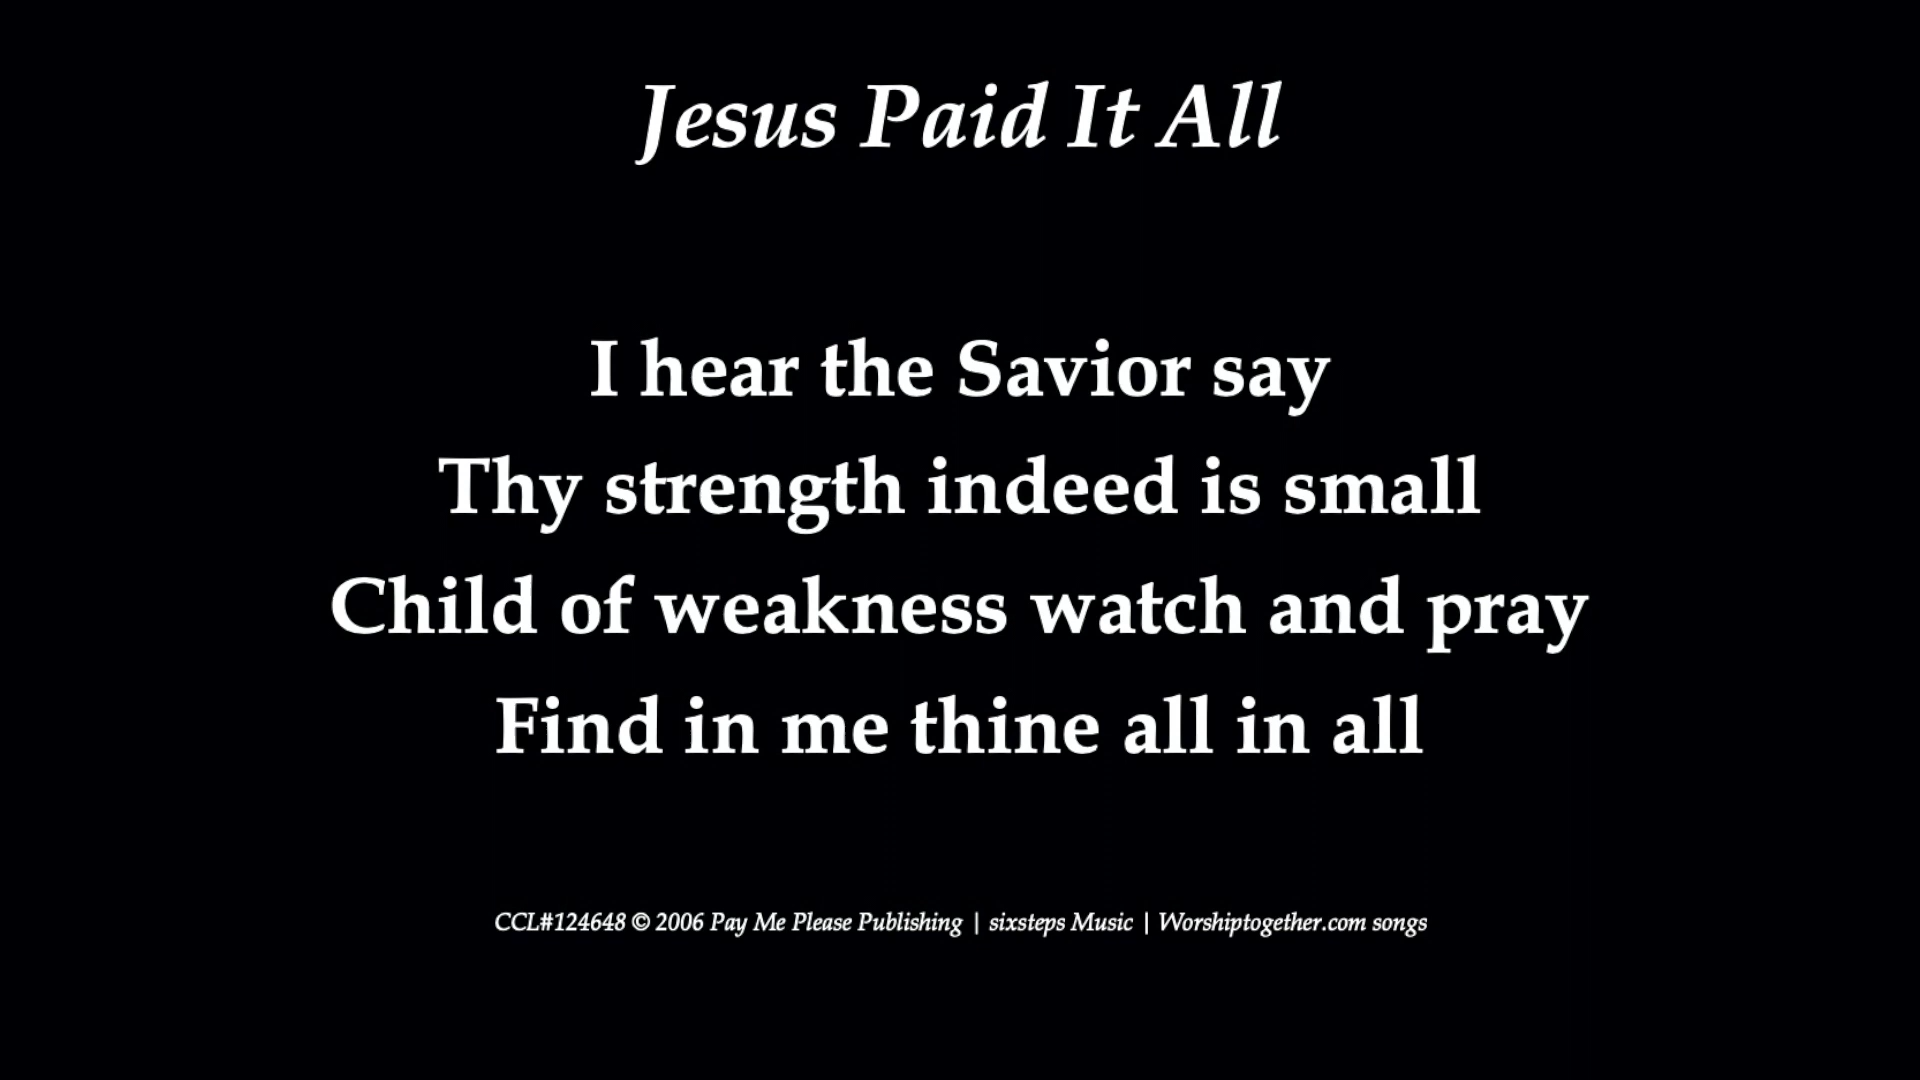 Jesus Paid It All
I hear the Savior say
Thy strength indeed is small
Child of weakness watch and pray
Find in me thine all in all
CCL#124648 © 2006 Pay Me Please Publishing | sixsteps Music | Worshiptogether.com songs